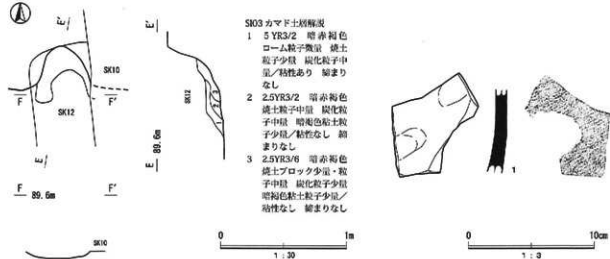 E'
SK10
SK12
F
F'
E
F
89.6m
F'
SK10
E'
SK12
E
89.6m
SI03 カマド土層解説
1 5YR3/2 暗赤褐色
ローム粒子微量 焼土
粒子少量 炭化粒子中
量/粘性あり 締まり
なし
2 2.5YR3/2 暗赤褐色
焼土粒子中量 炭化粒
子中量 暗褐色粘土粒
子少量/粘性なし 締
まりなし
3 2.5YR3/6 暗赤褐色
焼土ブロック少量・粒
子中量 炭化粒子少量
暗褐色粘土粒子少量/
粘性なし 締まりなし
0 1m
1:30
1
0 10cm
1:3